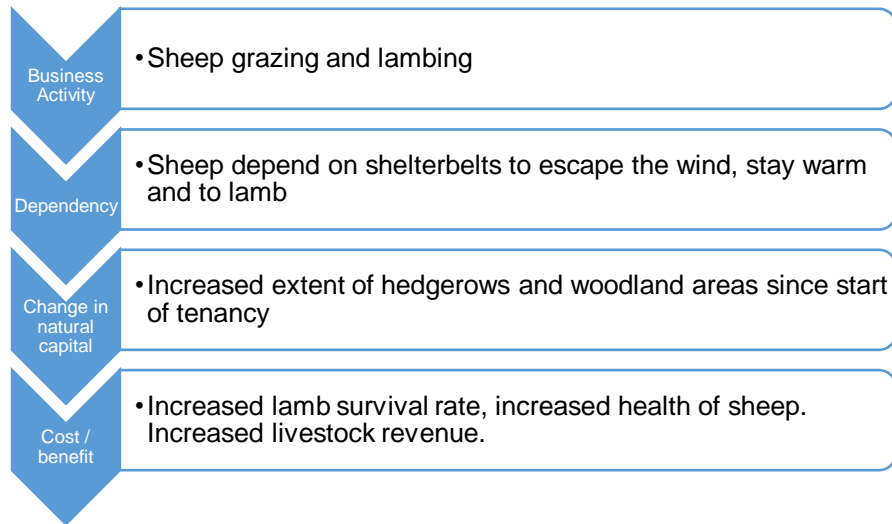 Business
Activity
•Sheep grazing and lambing
Dependency
•Sheep depend on shelterbelts to escape the wind, stay warm
and to lamb
Change in
natural
capital
•Increased extent of hedgerows and woodland areas since start
of tenancy
Cost /
benefit
•Increased lamb survival rate, increased health of sheep.
Increased livestock revenue.